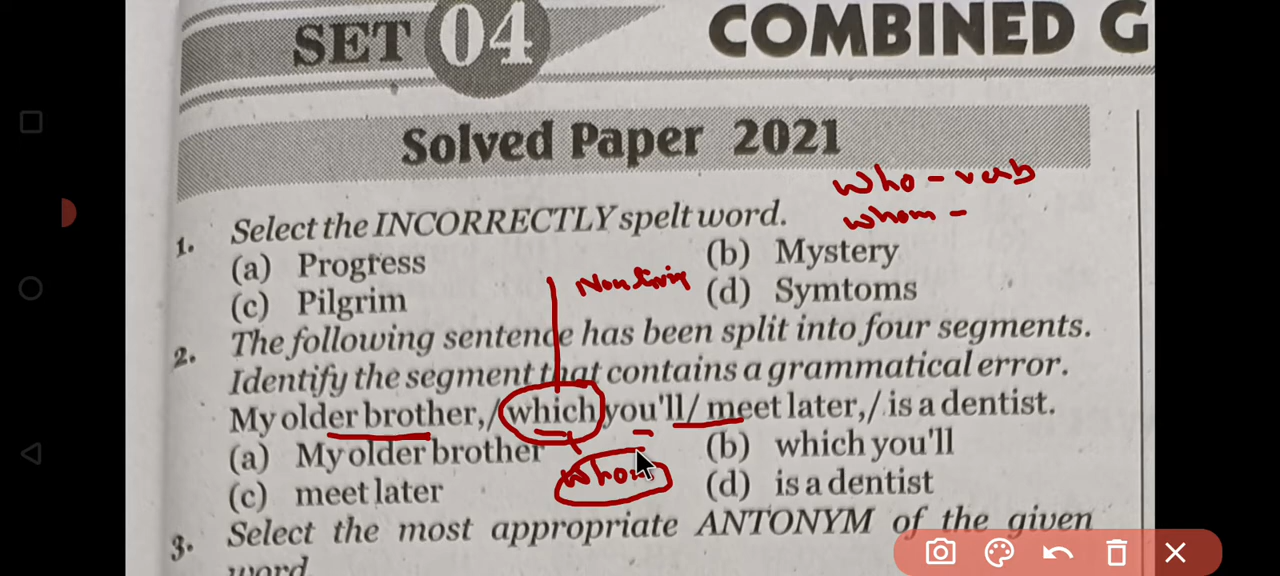 SET 04
COMBINED G
Solved Paper 2021
who - verb
whom -
1. Select the INCORRECTLY spelt word.
(a) Progress
(b) Mystery
(c) Pilgrim
(d) Symtoms
2. The following sentence has been split into four segments.
Identify the segment that contains a grammatical error.
My older brother,/ which you'll/ meet later,/ is a dentist.
(a) My older brother
(b) which you'll
whom
(c) meet later
(d) is a dentist
3. Select the most appropriate ANTONYM of the given
word